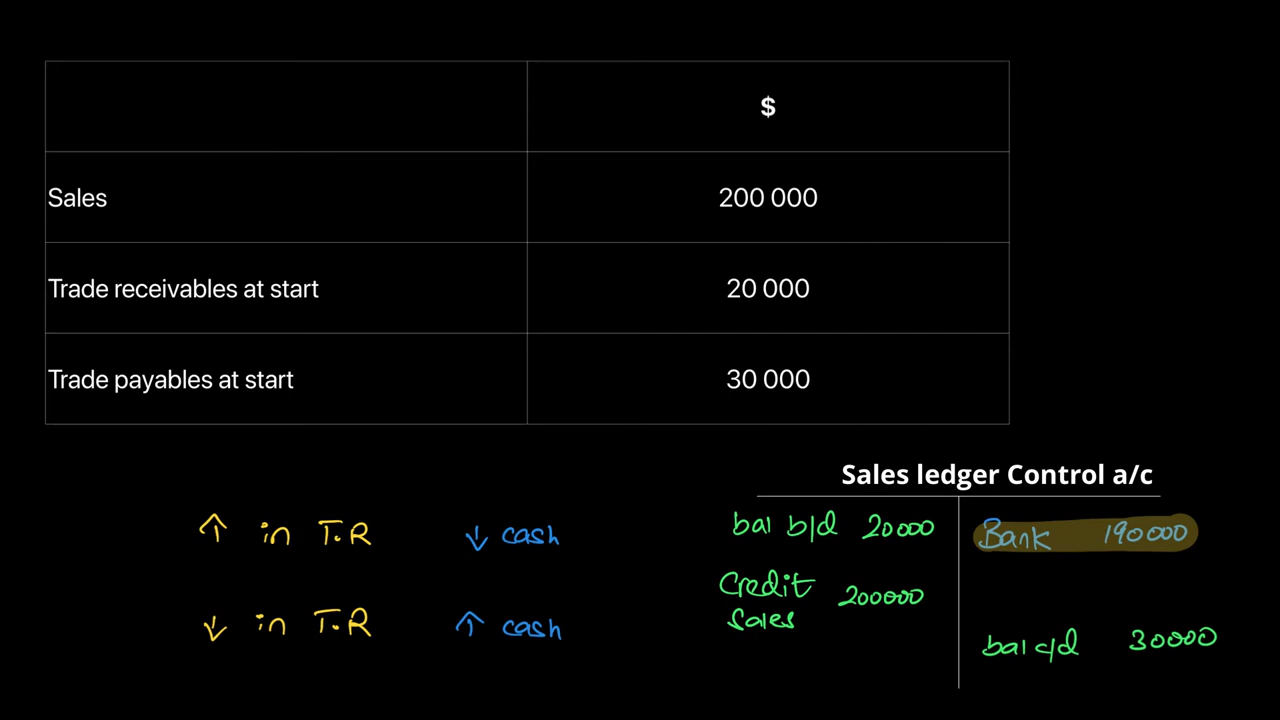 $
Sales 200 000
Trade receivables at start 20 000
Trade payables at start 30 000
Sales ledger Control a/c
↑ in T.R ↓ cash
bal b/d 20000
Bank 190000
Credit Sales 200000
↓ in T.R ↑ cash
bal c/d 30000